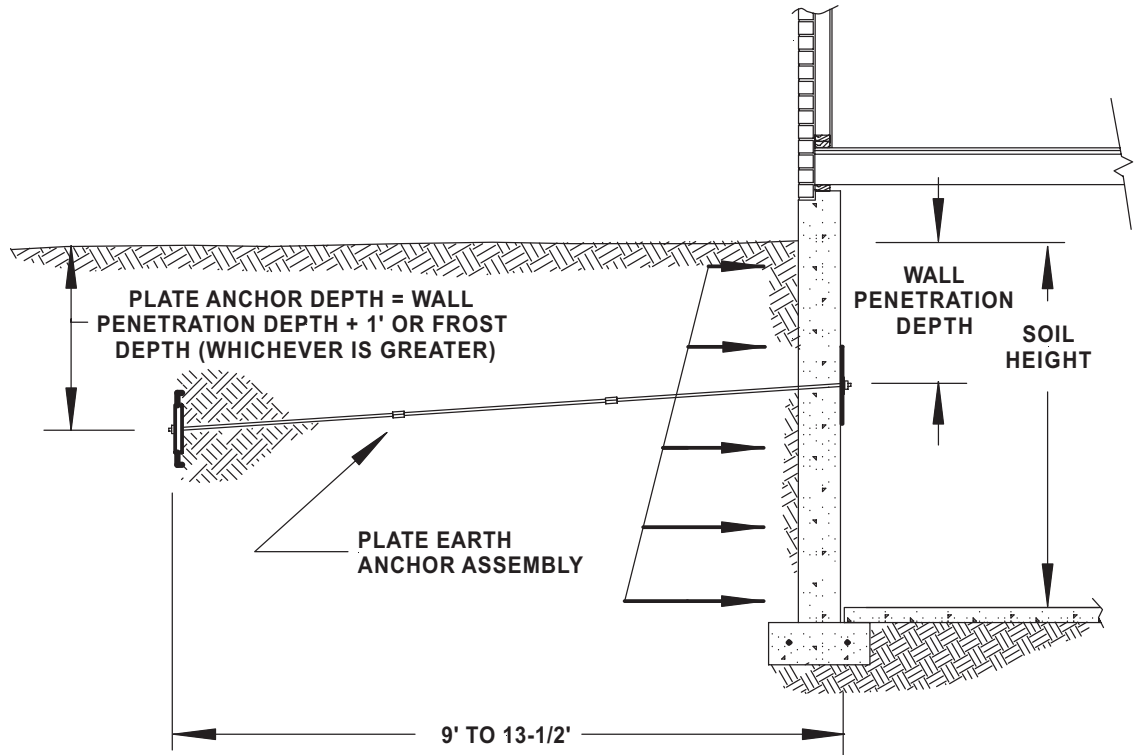 PLATE ANCHOR DEPTH = WALL
PENETRATION DEPTH + 1' OR FROST
DEPTH (WHICHEVER IS GREATER)
WALL
PENETRATION
DEPTH
SOIL
HEIGHT
PLATE EARTH
ANCHOR ASSEMBLY
9' TO 13-1/2'